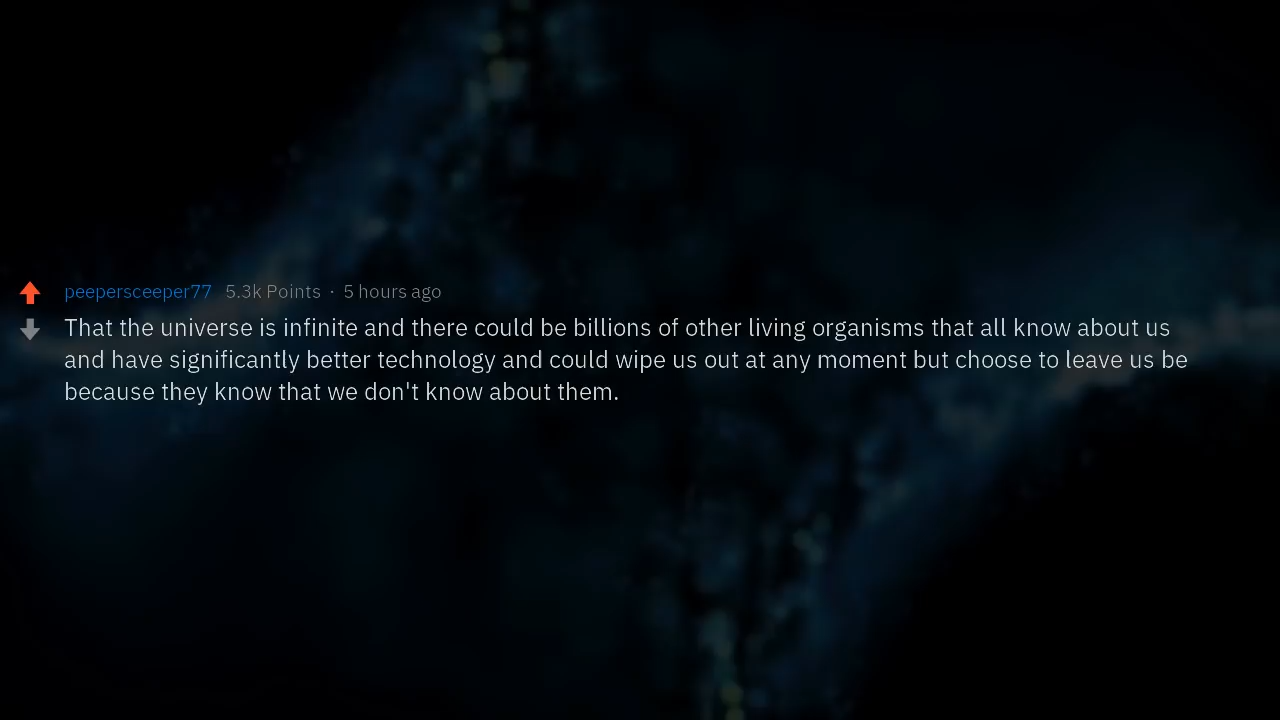 peepersceeper77 5.3k Points · 5 hours ago
That the universe is infinite and there could be billions of other living organisms that all know about us
and have significantly better technology and could wipe us out at any moment but choose to leave us be
because they know that we don't know about them.